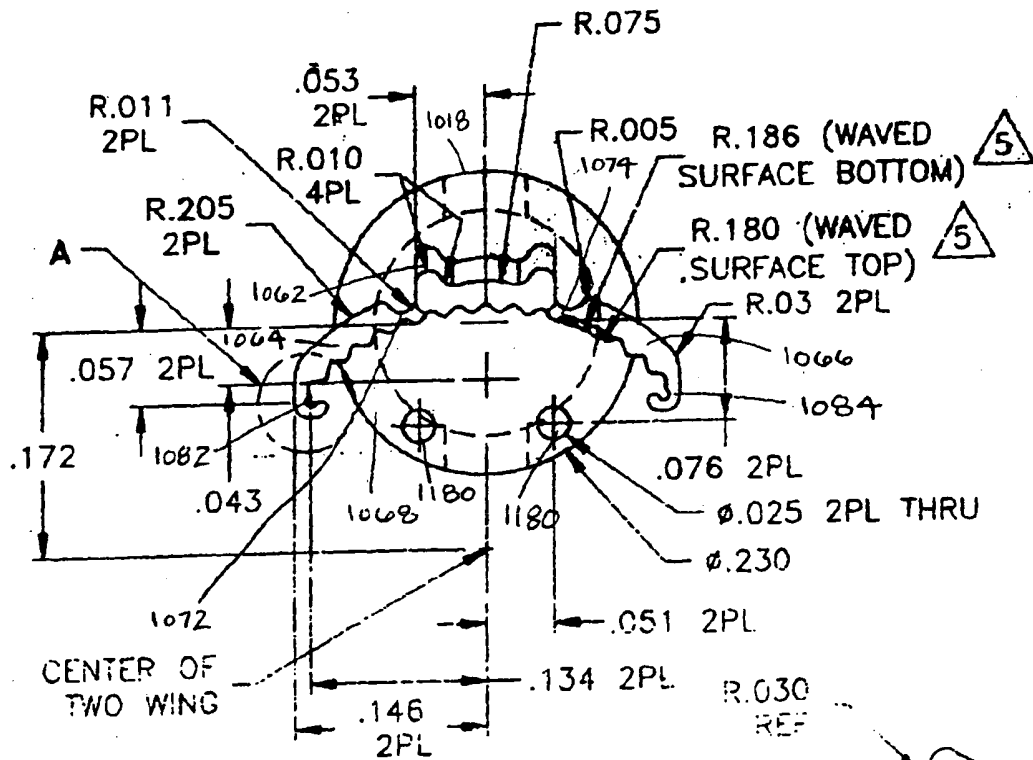 R.075
.053
2PL
R.011
2PL
1018
R.005
R.186 (WAVED
SURFACE BOTTOM)
5
R.010
4PL
1074
R.205
2PL
R.180 (WAVED
SURFACE TOP)
5
A
1062
R.03 2PL
1064
1066
.057 2PL
1084
.172
1082
.043
1068
1180
1180
.076 2PL
ø.025 2PL THRU
ø.230
1072
.051 2PL
CENTER OF
TWO WING
.134 2PL
.146
2PL
R.030
REF